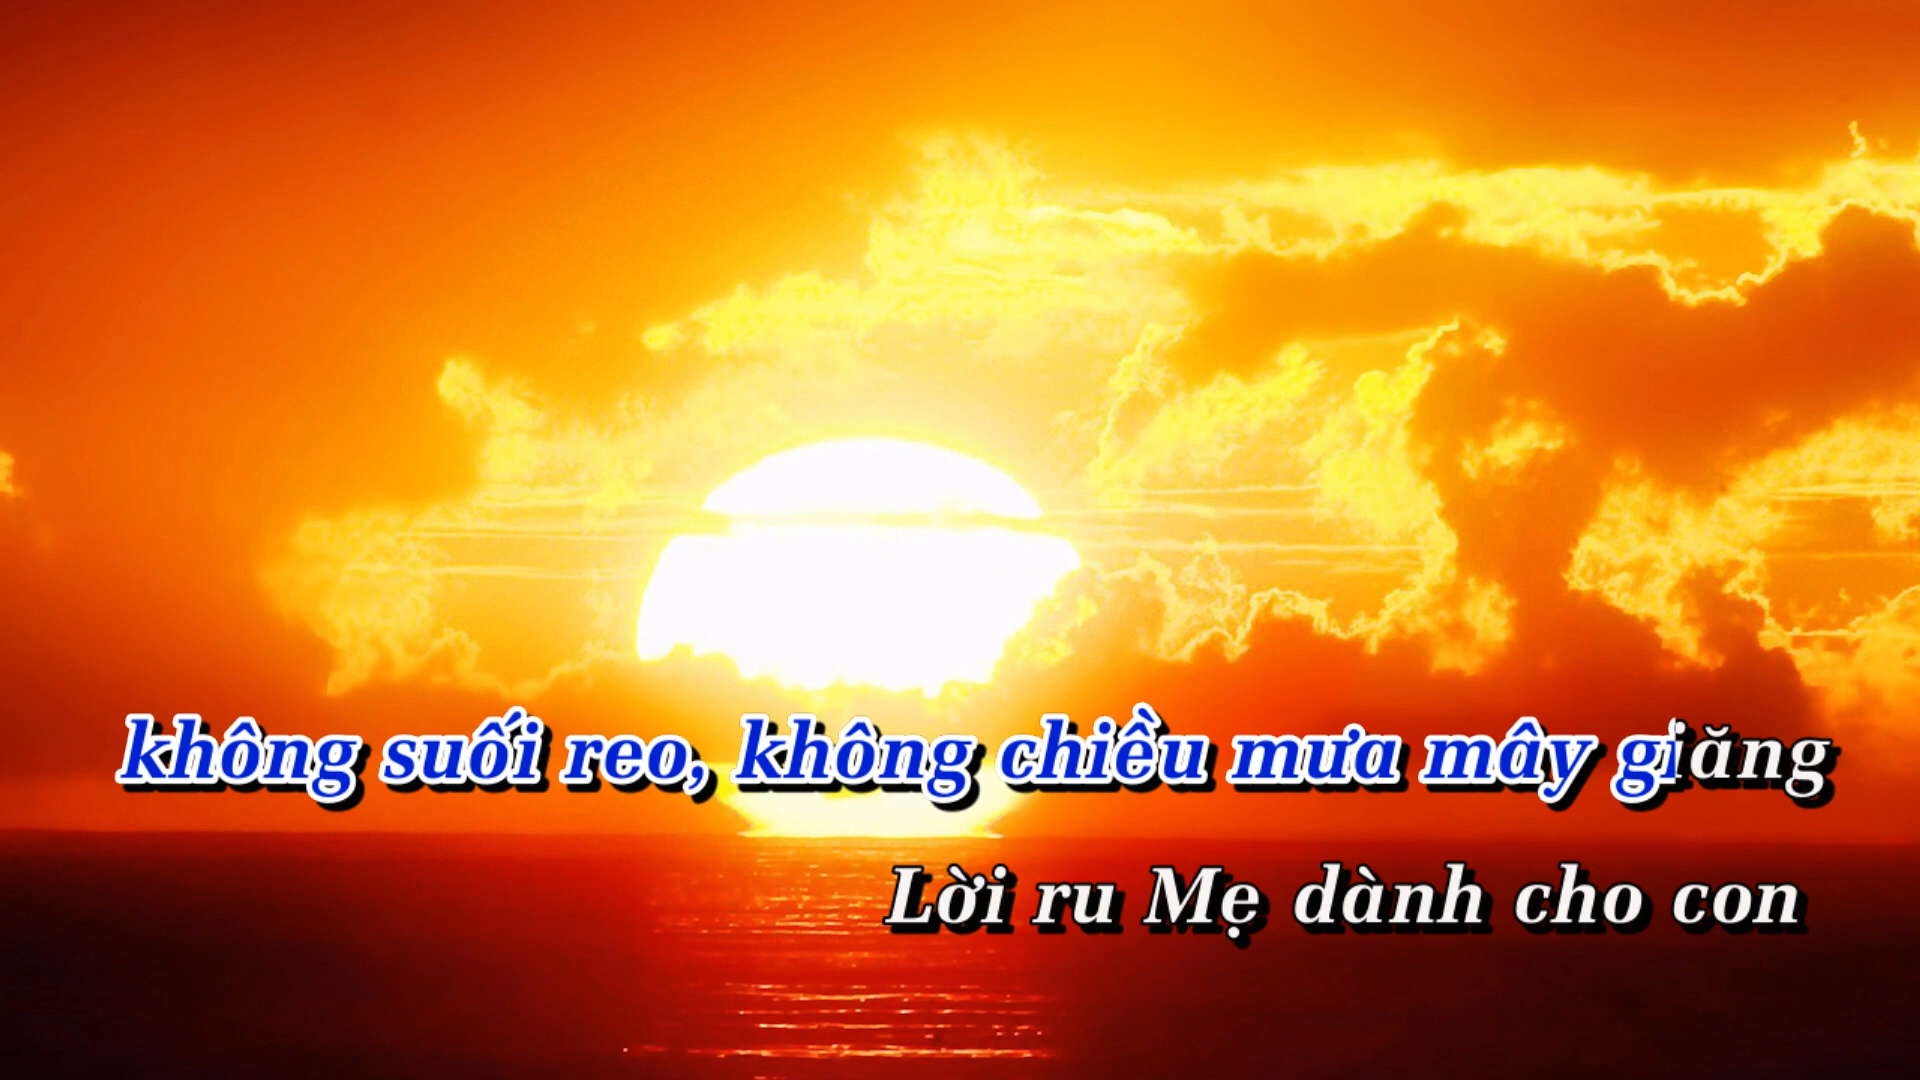 không suối reo, không chiều mưa mây giăng
Lời ru Mẹ dành cho con